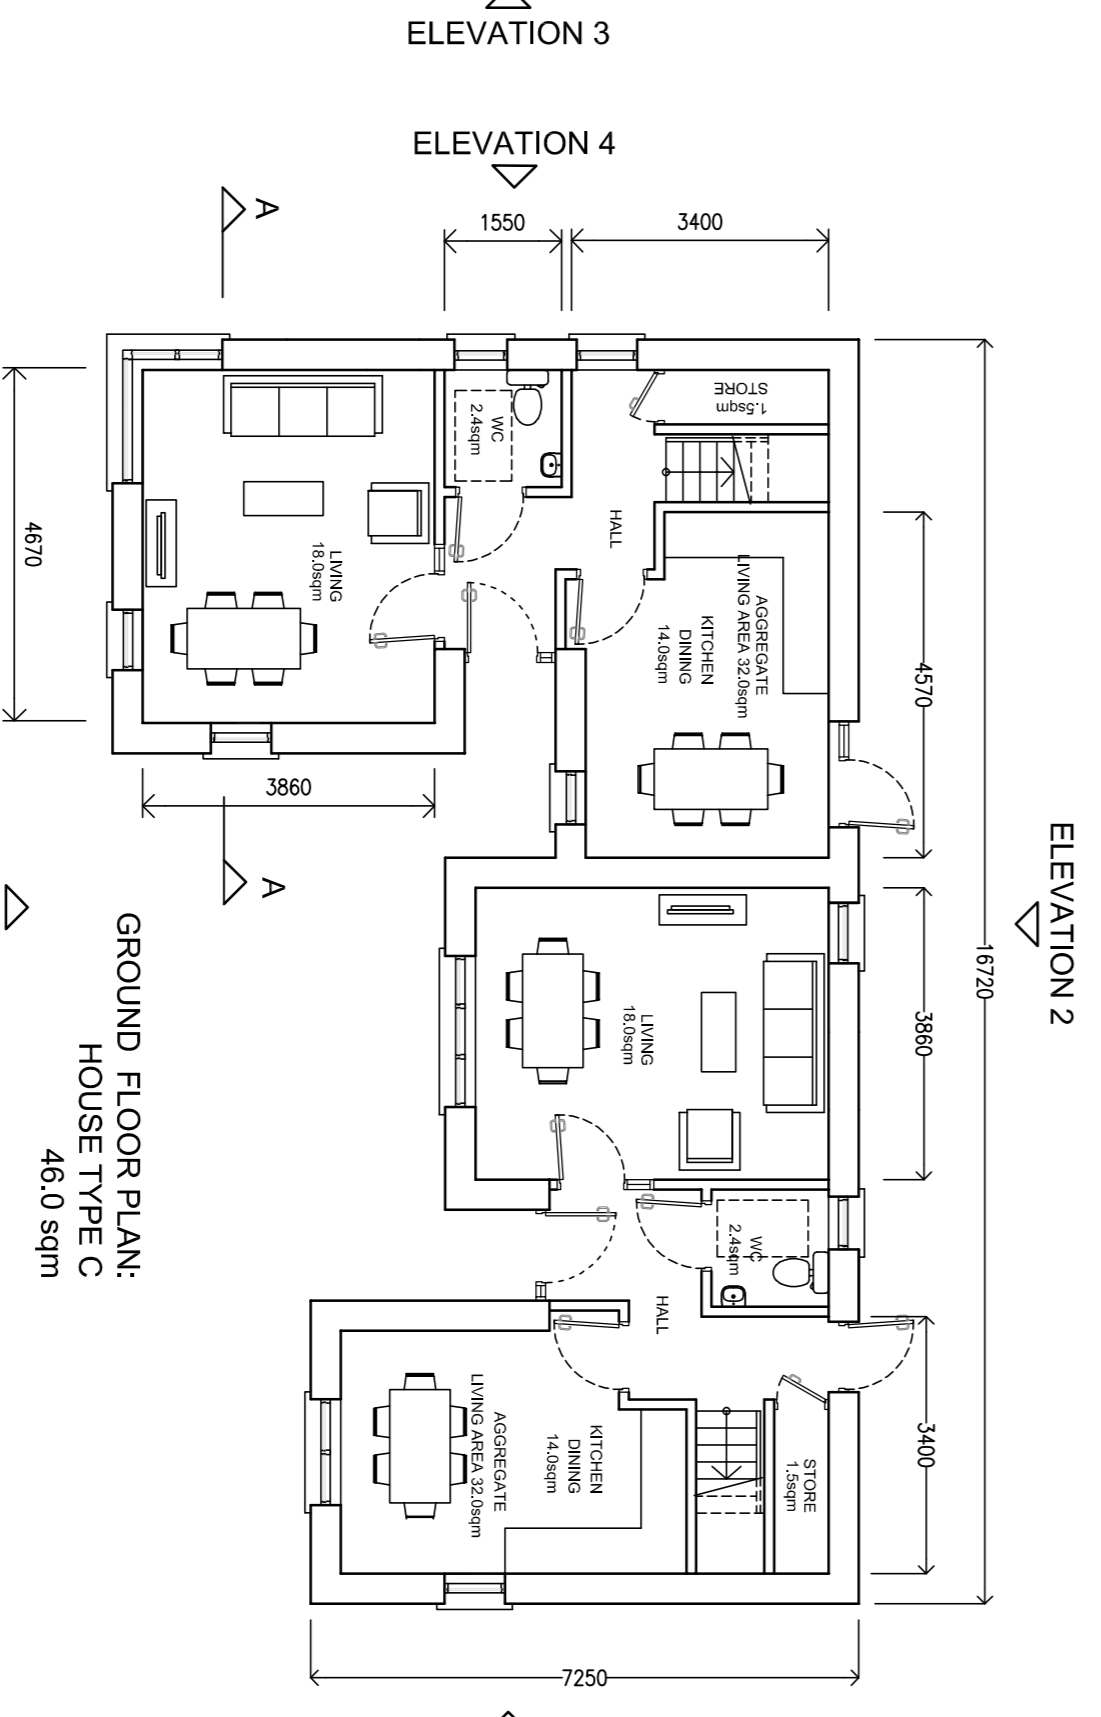 ELEVATION 3
ELEVATION 4
A
1550
3400
STORE
1.5sqm
WC
2.4sqm
HALL
LIVING
18.0sqm
4670
AGGREGATE
LIVING AREA 32.0sqm
KITCHEN
DINING
14.0sqm
4570
3860
A
ELEVATION 2
16720
3860
LIVING
18.0sqm
WC
2.4sqm
HALL
3400
STORE
1.5sqm
KITCHEN
DINING
14.0sqm
AGGREGATE
LIVING AREA 32.0sqm
7250
GROUND FLOOR PLAN:
HOUSE TYPE C
46.0 sqm